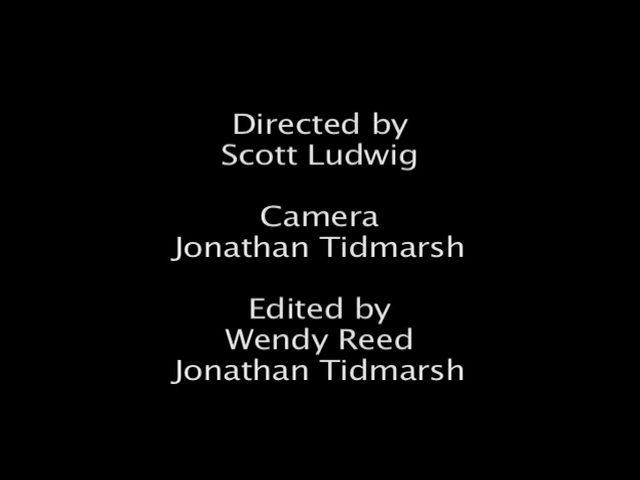 Directed by
Scott Ludwig
Camera
Jonathan Tidmarsh
Edited by
Wendy Reed
Jonathan Tidmarsh